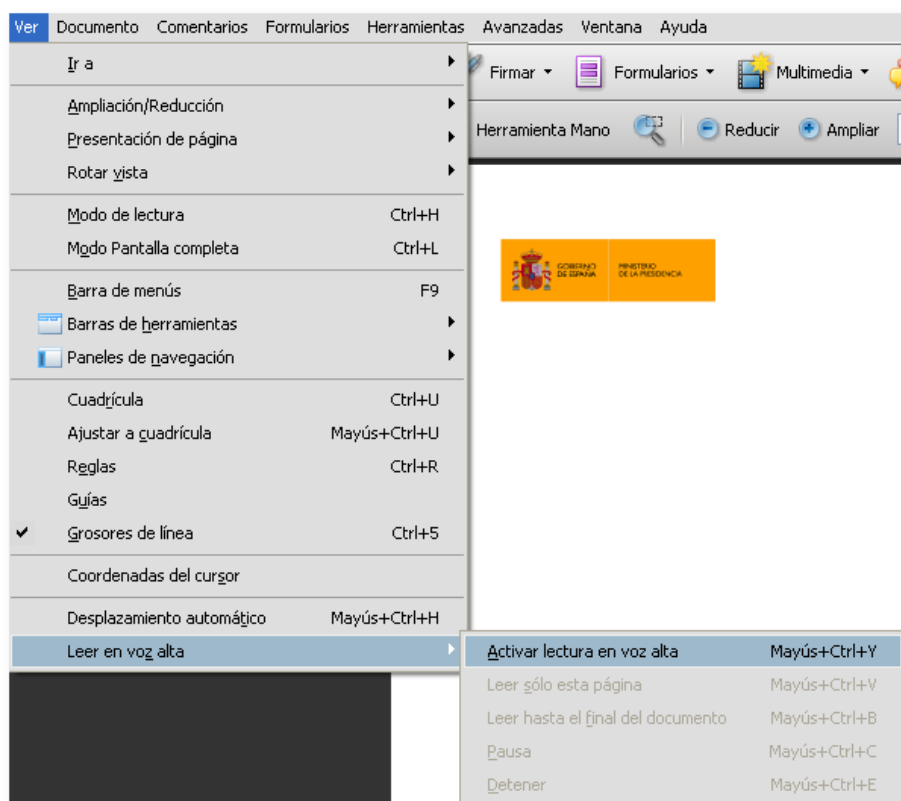 Ver Documento Comentarios Formularios Herramientas Avanzadas Ventana Ayuda
Firmar Formularios Multimedia
Herramienta Mano Reducir Ampliar
Ir a
Ampliación/Reducción
Presentación de página
Rotar vista
Modo de lectura Ctrl+H
Modo Pantalla completa Ctrl+L
Barra de menús F9
Barras de herramientas
Paneles de navegación
Cuadrícula Ctrl+U
Ajustar a cuadrícula Mayús+Ctrl+U
Reglas Ctrl+R
Guías
Grosores de línea Ctrl+5
Coordenadas del cursor
Desplazamiento automático Mayús+Ctrl+H
Leer en voz alta
Activar lectura en voz alta Mayús+Ctrl+Y
Leer sólo esta página Mayús+Ctrl+V
Leer hasta el final del documento Mayús+Ctrl+B
Pausa Mayús+Ctrl+C
Detener Mayús+Ctrl+E
GOBIERNO MINISTERIO
DE ESPAÑA DE LA PRESIDENCIA